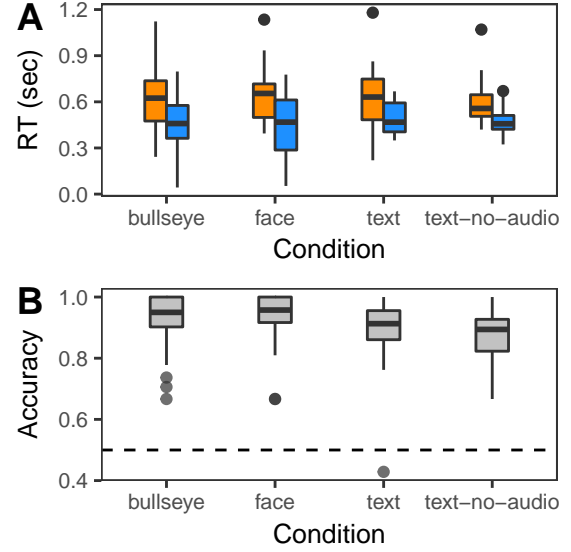 A
RT (sec)
1.2
0.9
0.6
0.3
0.0
bullseye face text text−no−audio
Condition
B
Accuracy
1.0
0.8
0.6
0.4
bullseye face text text−no−audio
Condition